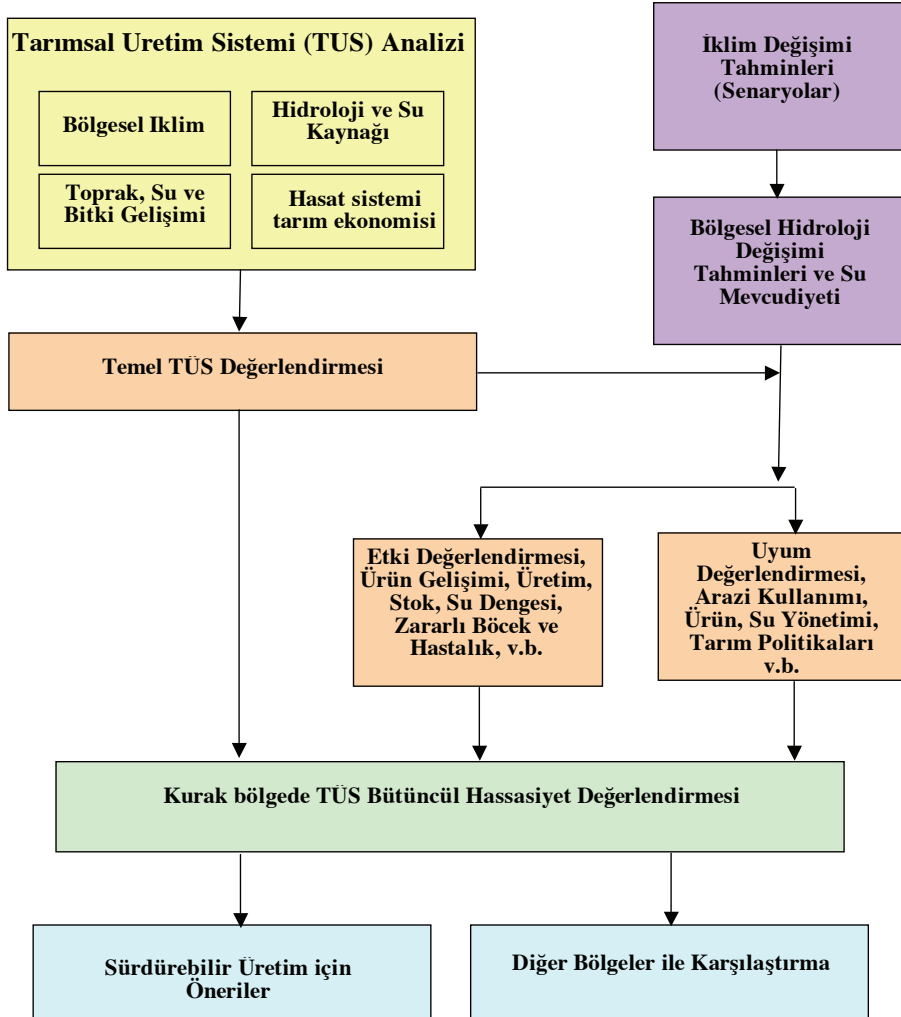 Tarımsal Uretim Sistemi (TUS) Analizi
Bölgesel Iklim
Hidroloji ve Su
Kaynağı
Toprak, Su ve
Bitki Gelişimi
Hasat sistemi
tarım ekonomisi
İklim Değişimi
Tahminleri
(Senaryolar)
Bölgesel Hidroloji
Değişimi
Tahminleri ve Su
Mevcudiyeti
Temel TÜS Değerlendirmesi
Etki Değerlendirmesi,
Ürün Gelişimi, Üretim,
Stok, Su Dengesi,
Zararlı Böcek ve
Hastalık, v.b.
Uyum
Değerlendirmesi,
Arazi Kullanımı,
Ürün, Su Yönetimi,
Tarım Politikaları
v.b.
Kurak bölgede TÜS Bütüncül Hassasiyet Değerlendirmesi
Sürdürebilir Üretim için
Öneriler
Diğer Bölgeler ile Karşılaştırma